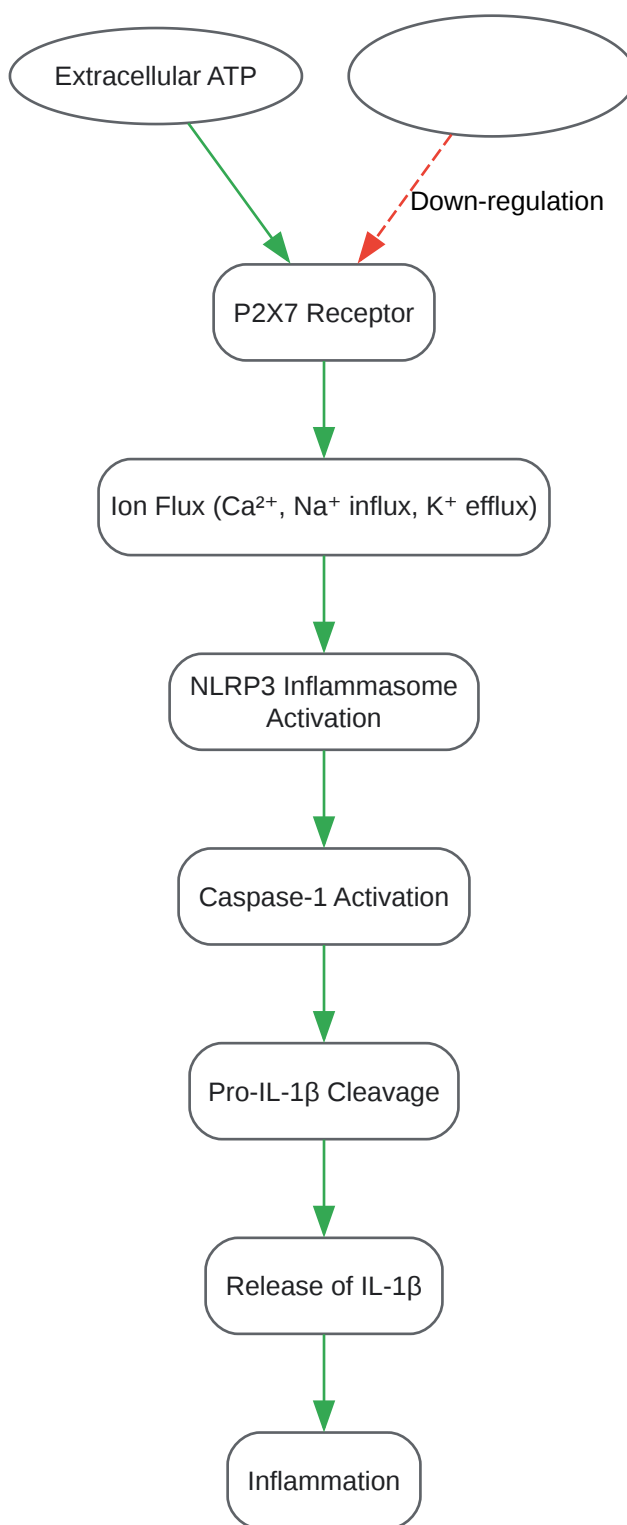 Extracellular ATP
Down-regulation
P2X7 Receptor
Ion Flux (Ca²⁺, Na⁺ influx, K⁺ efflux)
NLRP3 Inflammasome
Activation
Caspase-1 Activation
Pro-IL-1β Cleavage
Release of IL-1β
Inflammation